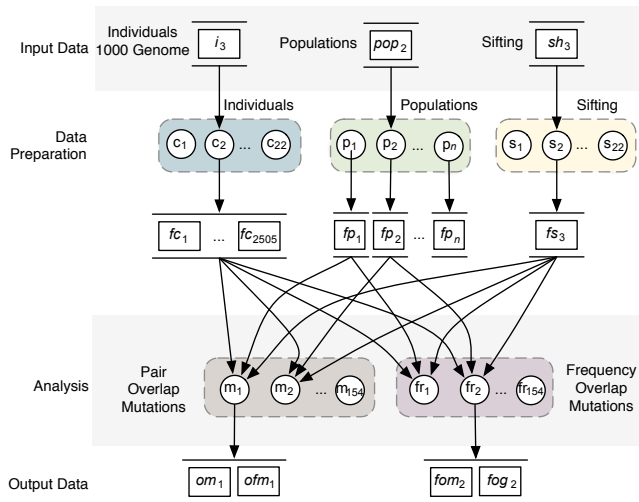 Input Data
Individuals
1000 Genome
i3
Populations
pop2
Sifting
sh3
Data
Preparation
Individuals
c1 c2 ... c22
Populations
p1 p2 ... pn
Sifting
s1 s2 ... s22
fc1 ... fc2505
fp1 fp2 ... fpn
fs3
Analysis
Pair
Overlap
Mutations
m1 m2 ... m154
fr1 fr2 ... fr154
Frequency
Overlap
Mutations
Output Data
om1 ofm1
fom2 fog2